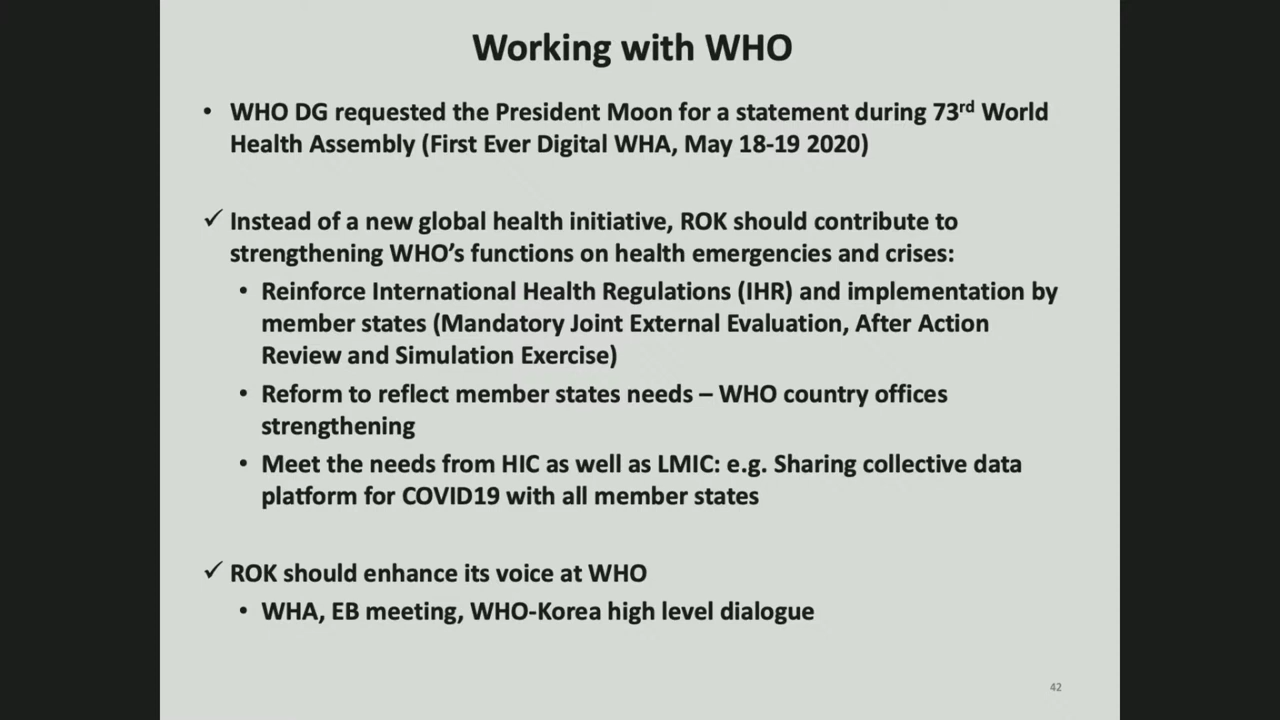 Working with WHO
• WHO DG requested the President Moon for a statement during 73rd World
Health Assembly (First Ever Digital WHA, May 18-19 2020)
✓ Instead of a new global health initiative, ROK should contribute to
strengthening WHO’s functions on health emergencies and crises:
• Reinforce International Health Regulations (IHR) and implementation by
member states (Mandatory Joint External Evaluation, After Action
Review and Simulation Exercise)
• Reform to reflect member states needs – WHO country offices
strengthening
• Meet the needs from HIC as well as LMIC: e.g. Sharing collective data
platform for COVID19 with all member states
✓ ROK should enhance its voice at WHO
• WHA, EB meeting, WHO-Korea high level dialogue
42